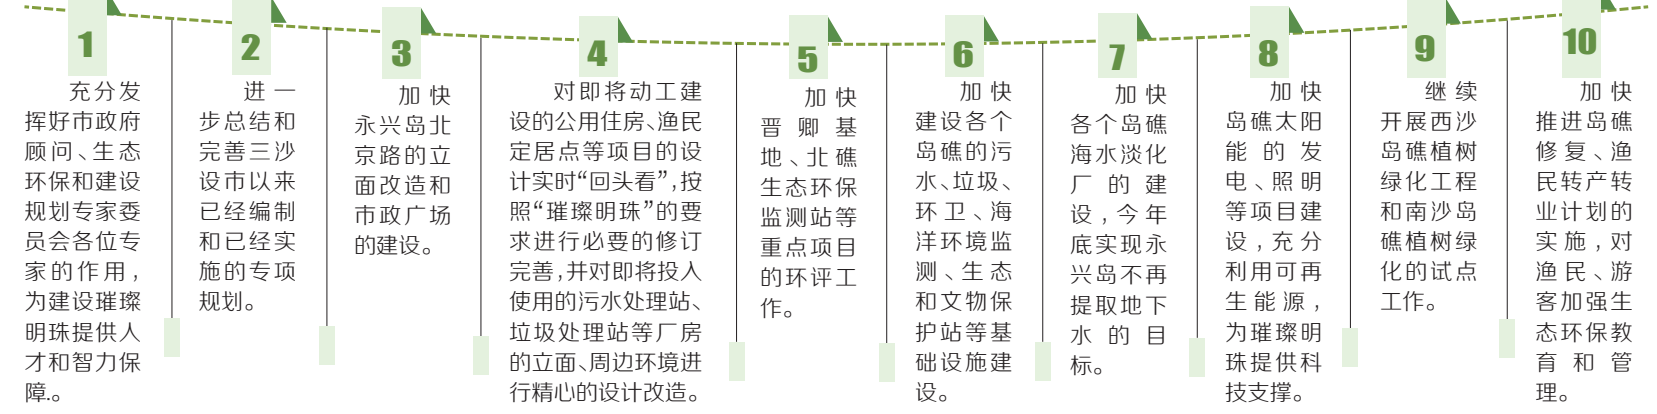 1
充分发
挥好市政府
顾问、生态
环保和建设
规划专家委
员会各位专
家的作用，
为建设璀璨
明珠提供人
才和智力保
障.。
2
进一
步总结和
完善三沙
设市以来
已经编制
和已经实
施的专项
规划。
3
加快
永兴岛北
京路的立
面改造和
市政广场
的建设。
4
对即将动工建
设的公用住房、渔民
定居点等项目的设
计实时“回头看”，按
照“璀璨明珠”的要
求进行必要的修订
完善，并对即将投入
使用的污水处理站、
垃圾处理站等厂房
的立面、周边环境进
行精心的设计改造。
5
加快
晋卿基
地、北礁
生态环保
监测站等
重点项目
的环评工
作。
6
加快
建设各个
岛礁的污
水、垃圾、
环卫、海
洋环境监
测、生态
和文物保
护站等基
础设施建
设。
7
加快
各个岛礁
海水淡化
厂的建
设，今年
底实现永
兴岛不再
提取地下
水的目
标。
8
加快
岛礁太阳
能的发
电、照明
等项目建
设，充分
利用可再
生能源，
为璀璨明
珠提供科
技支撑。
9
继续
开展西沙
岛礁植树
绿化工程
和南沙岛
礁植树绿
化的试点
工作。
10
加快
推进岛礁
修复、渔
民转产转
业计划的
实施，对
渔民、游
客加强生
态环保教
育和管
理。